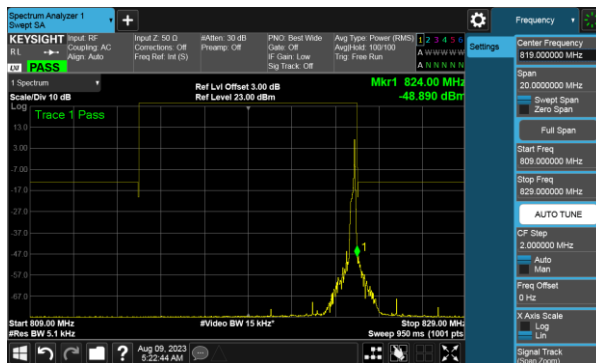 Spectrum Analyzer 1
Swept SA
Frequency
KEYSIGHT
RL
LXI
PASS
Input: RF
Coupling: AC
Align: Auto
Input Z: 50 Ω
Corrections: Off
Freq Ref: Int (S)
#Atten: 30 dB
Preamp: Off
PNO: Best Wide
Gate: Off
IF Gain: Low
Sig Track: Off
Avg Type: Power (RMS)
Avg|Hold: 100/100
Trig: Free Run
1 2 3 4 5 6
A W W W W W
A N N N N N
Settings
1 Spectrum
Scale/Div 10 dB
Log
Ref Lvl Offset 3.00 dB
Ref Level 23.00 dBm
Mkr1 824.00 MHz
-48.890 dBm
Trace 1 Pass
13.0
3.00
-7.00
-17.0
-27.0
-37.0
-47.0
-57.0
-67.0
1
Start 809.00 MHz
#Res BW 5.1 kHz
#Video BW 15 kHz*
Stop 829.00 MHz
Sweep 950 ms (1001 pts)
Center Frequency
819.000000 MHz
Span
20.0000000 MHz
Swept Span
Zero Span
Full Span
Start Freq
809.000000 MHz
Stop Freq
829.000000 MHz
AUTO TUNE
CF Step
2.000000 MHz
Auto
Man
Freq Offset
0 Hz
X Axis Scale
Log
Lin
Signal Track
(Span Zoom)
?
Aug 09, 2023
5:22:44 AM